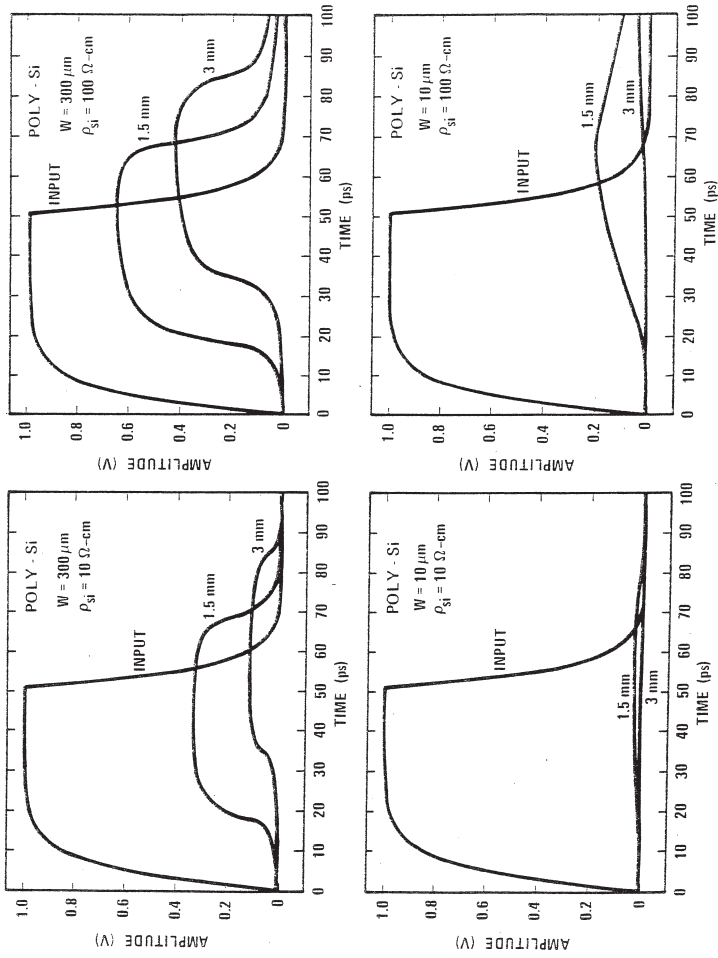 POLY - Si
W = 300 μm
ρsi = 10 Ω-cm
INPUT
1.5 mm
3 mm
AMPLITUDE (V)
1.0
0.8
0.6
0.4
0.2
0
0 10 20 30 40 50 60 70 80 90 100
TIME (ps)
POLY - Si
W = 300 μm
ρsi = 100 Ω-cm
INPUT
1.5 mm
3 mm
AMPLITUDE (V)
1.0
0.8
0.6
0.4
0.2
0
0 10 20 30 40 50 60 70 80 90 100
TIME (ps)
POLY - Si
W = 10 μm
ρsi = 10 Ω-cm
INPUT
1.5 mm
3 mm
AMPLITUDE (V)
1.0
0.8
0.6
0.4
0.2
0
0 10 20 30 40 50 60 70 80 90 100
TIME (ps)
POLY - Si
W = 10 μm
ρsi = 100 Ω-cm
INPUT
1.5 mm
3 mm
AMPLITUDE (V)
1.0
0.8
0.6
0.4
0.2
0
0 10 20 30 40 50 60 70 80 90 100
TIME (ps)